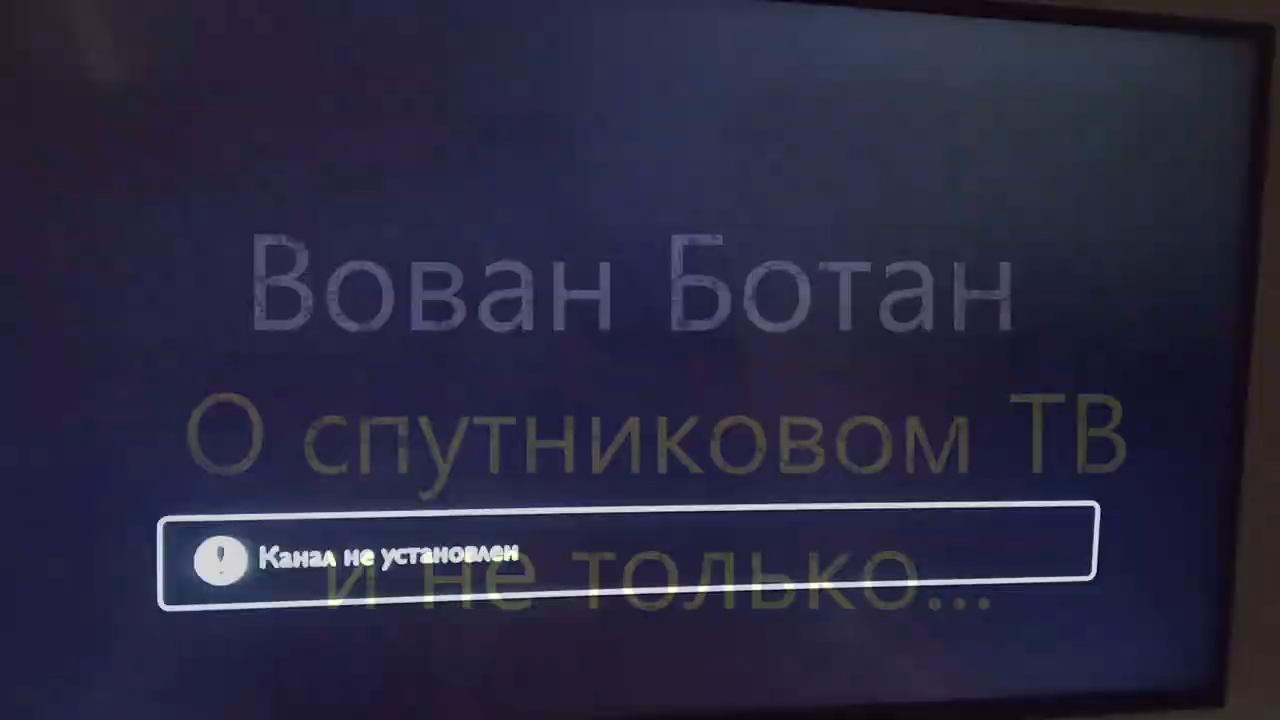 Вован Ботан
О спутниковом ТВ
Канал не установлен
и не только...